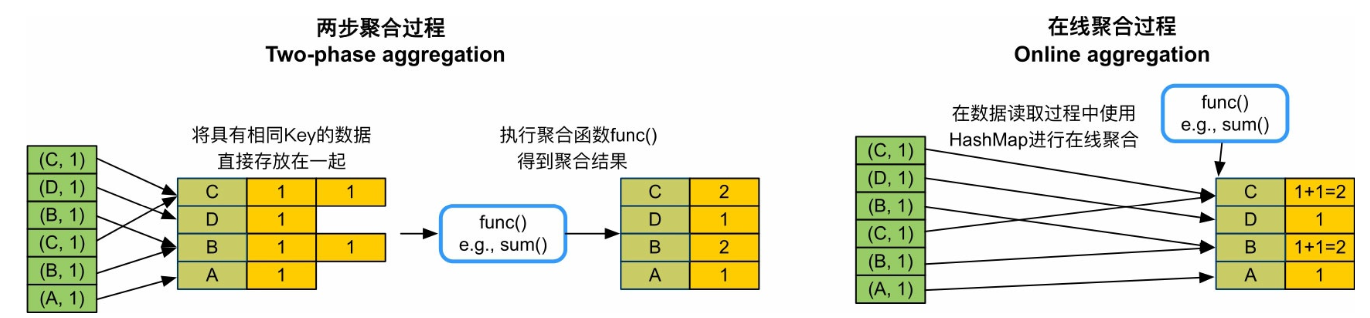 两步聚合过程
Two-phase aggregation
将具有相同Key的数据
直接存放在一起
执行聚合函数func()
得到聚合结果
(C, 1)
(D, 1)
(B, 1)
(C, 1)
(B, 1)
(A, 1)
C 1 1
D 1
B 1 1
A 1
func()
e.g., sum()
C 2
D 1
B 2
A 1
在线聚合过程
Online aggregation
在数据读取过程中使用
HashMap进行在线聚合
func()
e.g., sum()
(C, 1)
(D, 1)
(B, 1)
(C, 1)
(B, 1)
(A, 1)
C 1+1=2
D 1
B 1+1=2
A 1